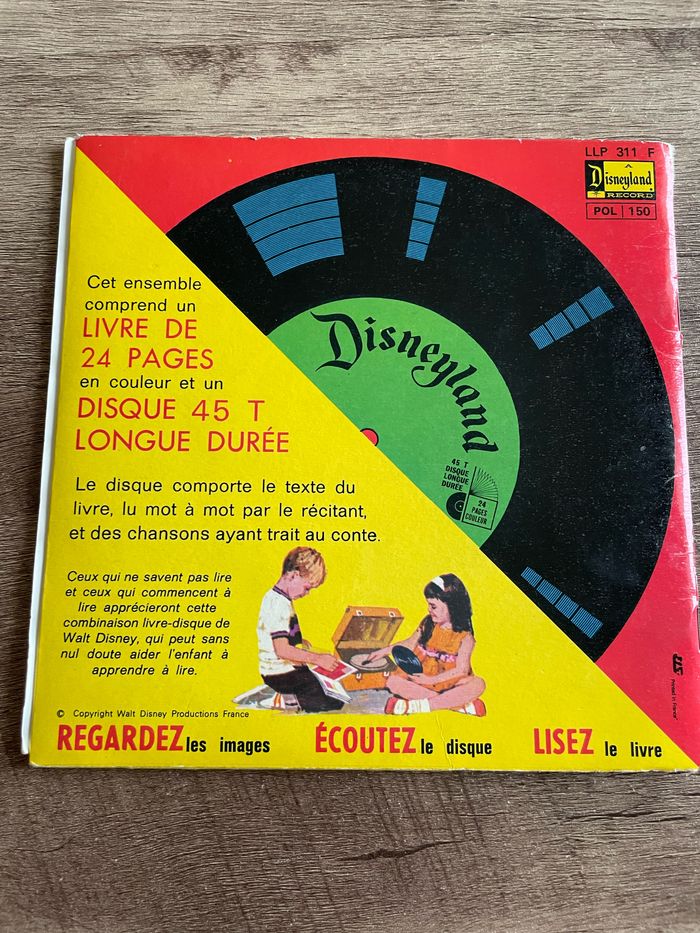 LLP 311 F
Disneyland
RECORD
POL 150
Cet ensemble
comprend un
LIVRE DE
24 PAGES
en couleur et un
DISQUE 45 T
LONGUE DURÉE
Disneyland
45 T
DISQUE
LONGUE
DURÉE
24
PAGES
COULEUR
Le disque comporte le texte du
livre, lu mot à mot par le récitant,
et des chansons ayant trait au conte.
Ceux qui ne savent pas lire
et ceux qui commencent à
lire apprécieront cette
combinaison livre-disque de
Walt Disney, qui peut sans
nul doute aider l'enfant à
apprendre à lire.
© Copyright Walt Disney Productions France
REGARDEZ les images ÉCOUTEZ le disque LISEZ le livre
Printed in France